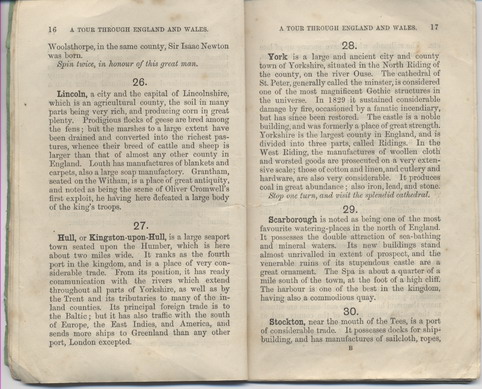 16 A TOUR THROUGH ENGLAND AND WALES.
Woolsthorpe, in the same county, Sir Isaac Newton
was born.
Spin twice, in honour of this great man.
26.
Lincoln, a city and the capital of Lincolnshire,
which is an agricultural county, the soil in many
parts being very rich, and producing corn in great
plenty. Prodigious flocks of geese are bred among
the fens; but the marshes to a large extent have
been drained and converted into the richest pas-
tures, whence their breed of cattle and sheep is
larger than that of almost any other county in
England. Louth has manufactures of blankets and
carpets, also a large soap manufactory. Grantham,
seated on the Witham, is a place of great antiquity,
and noted as being the scene of Oliver Cromwell's
first exploit, he having here defeated a large body
of the king's troops.
27.
Hull, or Kingston-upon-Hull, is a large seaport
town seated upon the Humber, which is here
about two miles wide. It ranks as the fourth
port in the kingdom, and is a place of very con-
siderable trade. From its position, it has ready
communication with the rivers which extend
throughout all parts of Yorkshire, as well as by
the Trent and its tributaries to many of the in-
land counties. Its principal foreign trade is to
the Baltic; but it has also traffic with the south
of Europe, the East Indies, and America, and
sends more ships to Greenland than any other
port, London excepted.
A TOUR THROUGH ENGLAND AND WALES. 17
28.
York is a large and ancient city and county
town of Yorkshire, situated in the North Riding of
the county, on the river Ouse. The cathedral of
St. Peter, generally called the minster, is considered
one of the most magnificent Gothic structures in
the universe. In 1829 it sustained considerable
damage by fire, occasioned by a fanatic incendiary,
but has since been restored. The castle is a noble
building, and was formerly a place of great strength.
Yorkshire is the largest county in England, and is
divided into three parts, called Ridings. In the
West Riding, the manufactures of woollen cloth
and worsted goods are prosecuted on a very exten-
sive scale; those of cotton and linen, and cutlery and
hardware, are also very considerable. It produces
coal in great abundance; also iron, lead, and stone.
Stop one turn, and visit the splendid cathedral.
29.
Scarborough is noted as being one of the most
favourite watering-places in the north of England.
It possesses the double attraction of sea-bathing
and mineral waters. Its new buildings stand
almost unrivalled in extent of prospect, and the
venerable ruins of its stupendous castle are a
great ornament. The Spa is about a quarter of a
mile south of the town, at the foot of a high cliff.
The harbour is one of the best in the kingdom,
having also a commodious quay.
30.
Stockton, near the mouth of the Tees, is a port
of considerable trade. It possesses docks for ship-
building, and has manufactures of sailcloth, ropes,
B